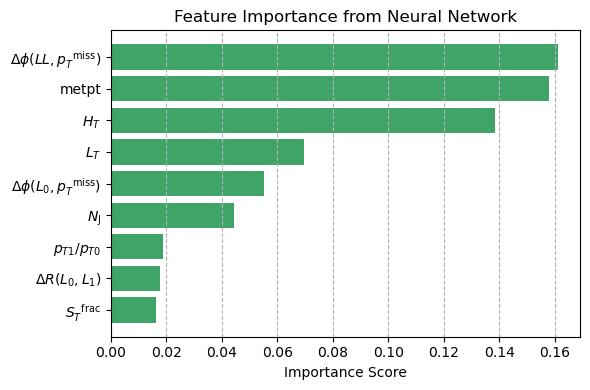 Feature Importance from Neural Network
Δϕ(LL, p_T^miss)
metpt
H_T
L_T
Δϕ(L_0, p_T^miss)
N_J
p_T1/p_T0
ΔR(L_0, L_1)
S_T^frac
0.00 0.02 0.04 0.06 0.08 0.10 0.12 0.14 0.16
Importance Score